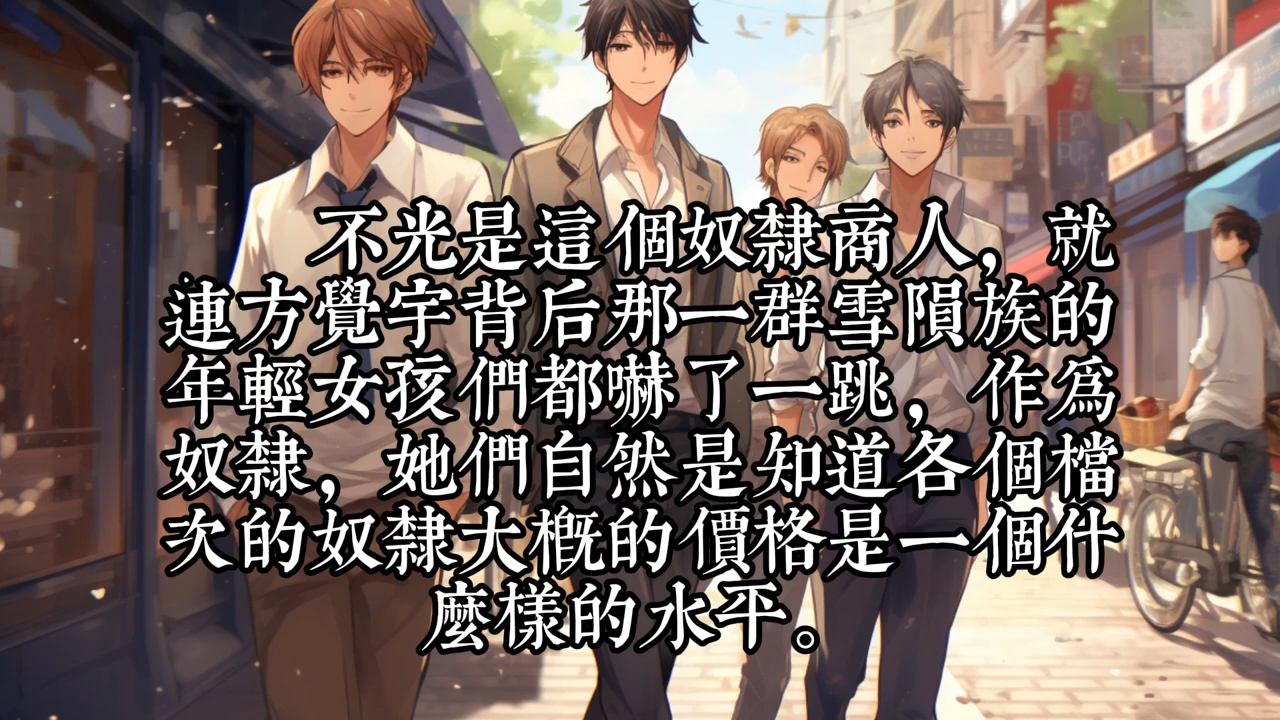 不光是這個奴隸商人，就
連方覺宇背后那一群雪隕族的
年輕女孩們都嚇了一跳，作爲
奴隸，她們自然是知道各個檔
次的奴隸大概的價格是一個什
麼樣的水平。